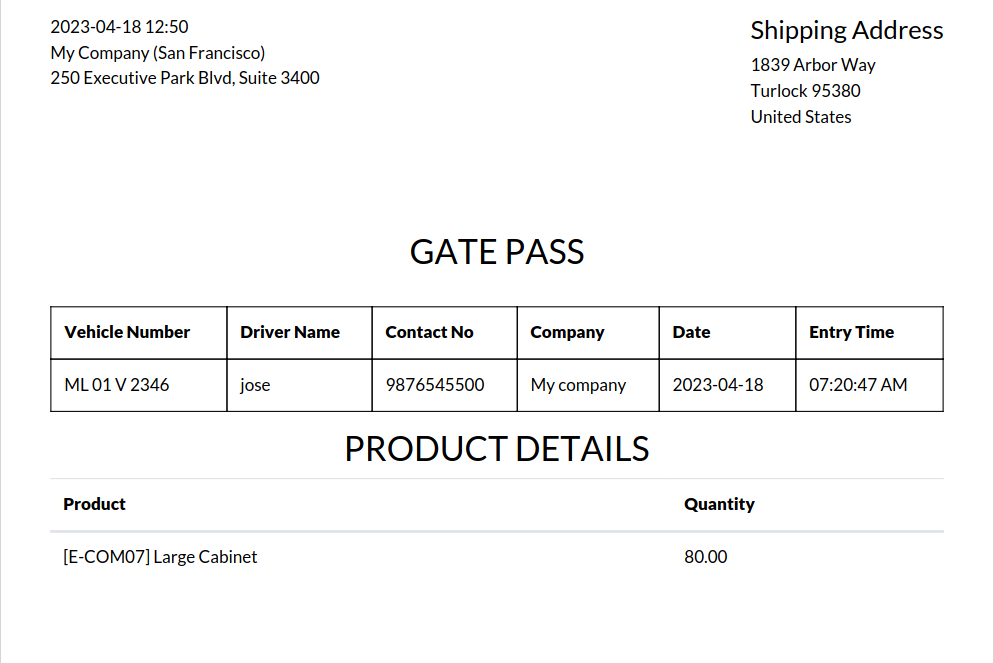 2023-04-18 12:50
My Company (San Francisco)
250 Executive Park Blvd, Suite 3400
Shipping Address
1839 Arbor Way
Turlock 95380
United States
GATE PASS
Vehicle Number Driver Name Contact No Company Date Entry Time
ML 01 V 2346 jose 9876545500 My company 2023-04-18 07:20:47 AM
PRODUCT DETAILS
Product Quantity
[E-COM07] Large Cabinet 80.00